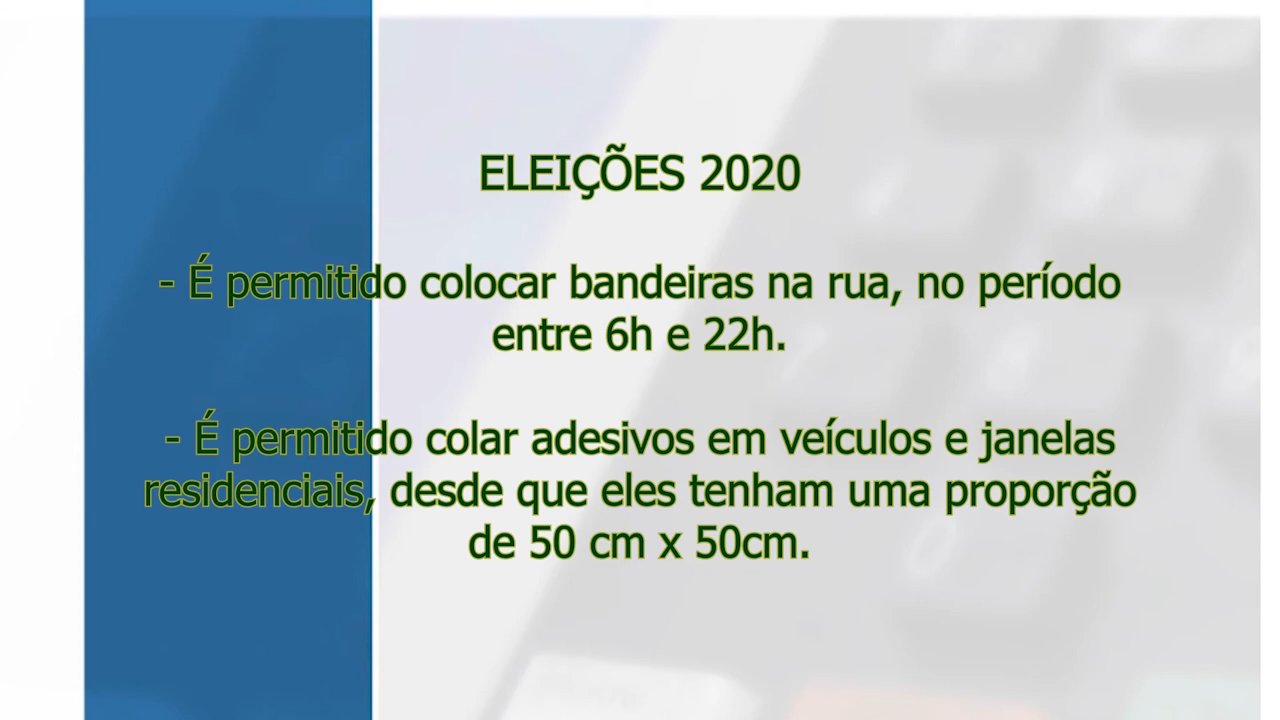 ELEIÇÕES 2020
- É permitido colocar bandeiras na rua, no período
entre 6h e 22h.
- É permitido colar adesivos em veículos e janelas
residenciais, desde que eles tenham uma proporção
de 50 cm x 50cm.